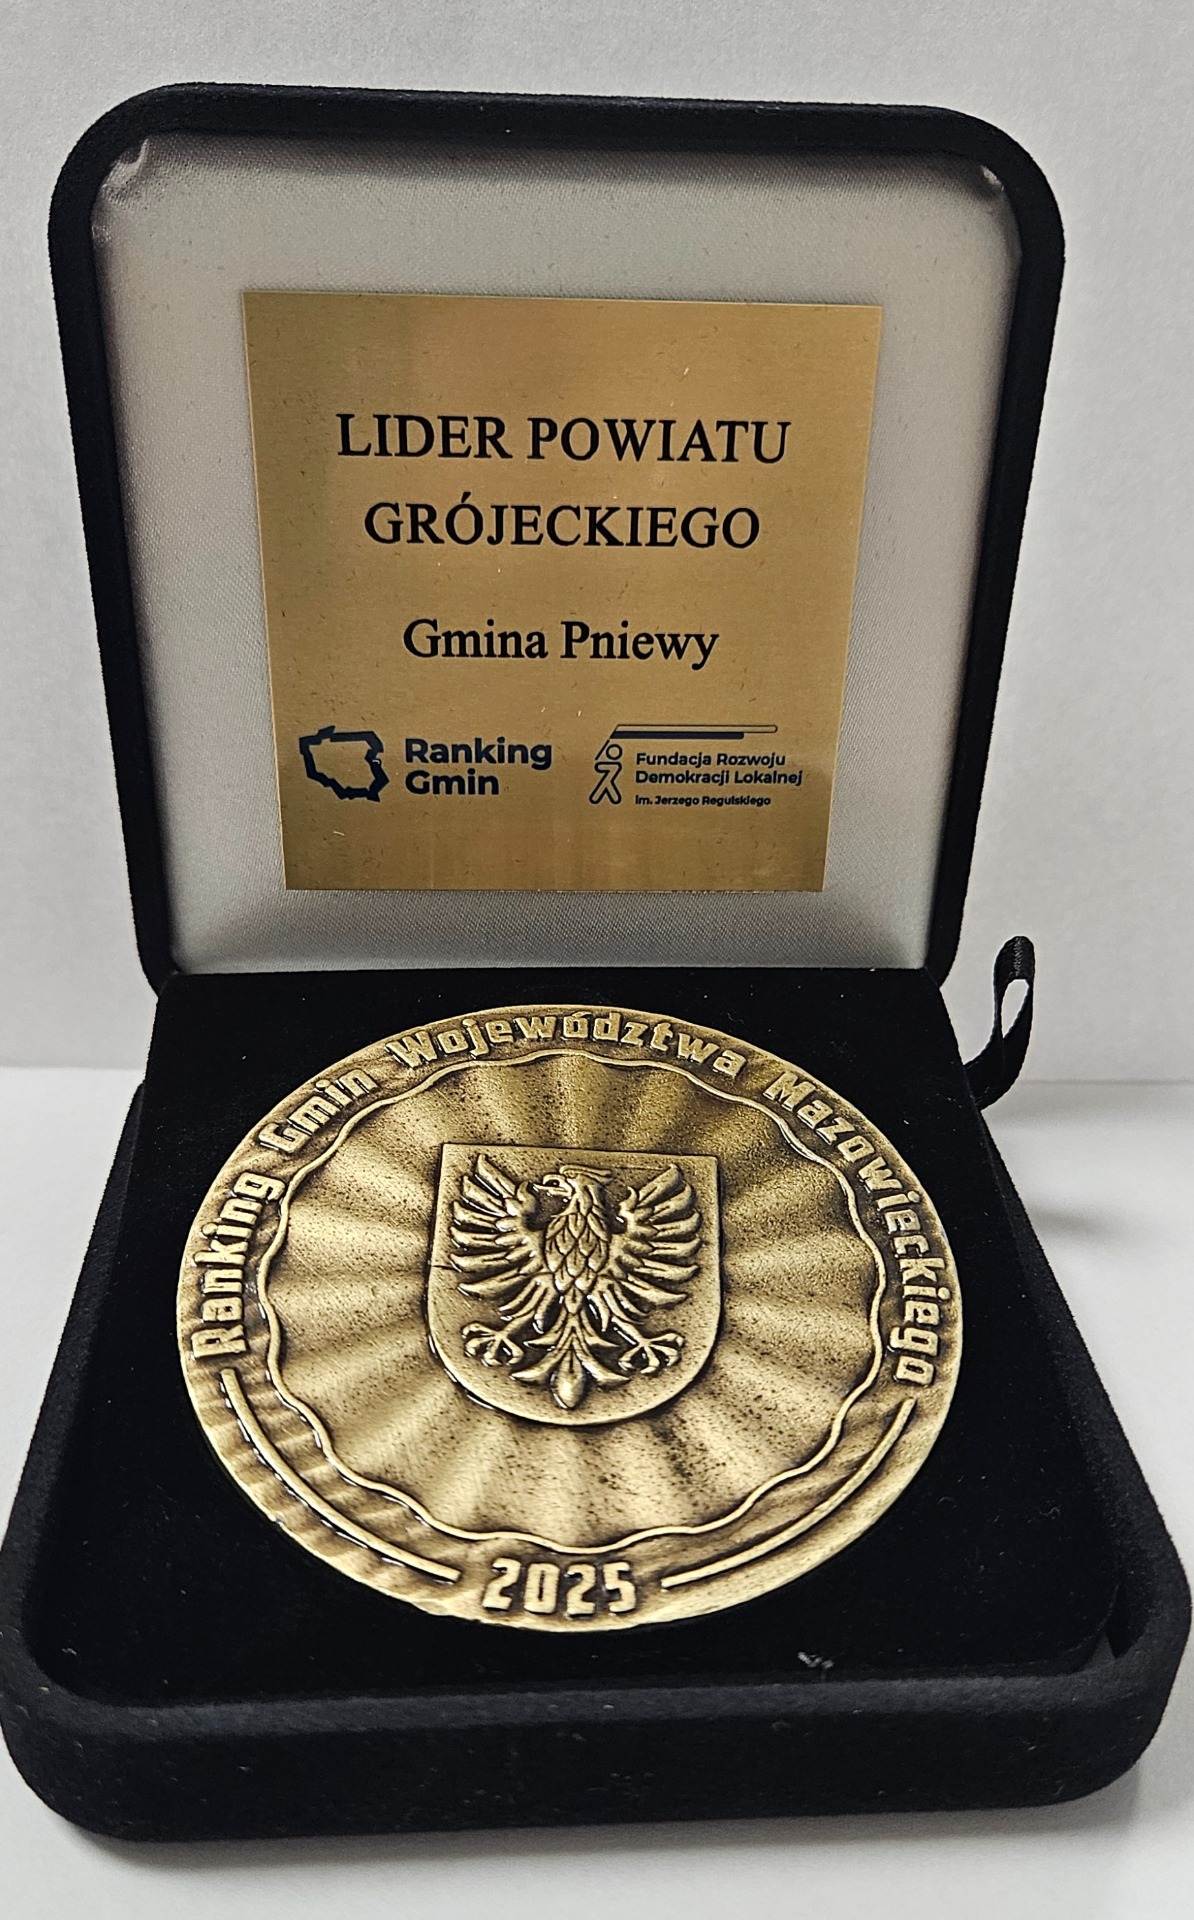 LIDER POWIATU
GRÓJECKIEGO
Gmina Pniewy
Ranking
Gmin
Fundacja Rozwoju
Demokracji Lokalnej
im. Jerzego Regulskiego
Ranking Gmin Województwa Mazowieckiego
2025